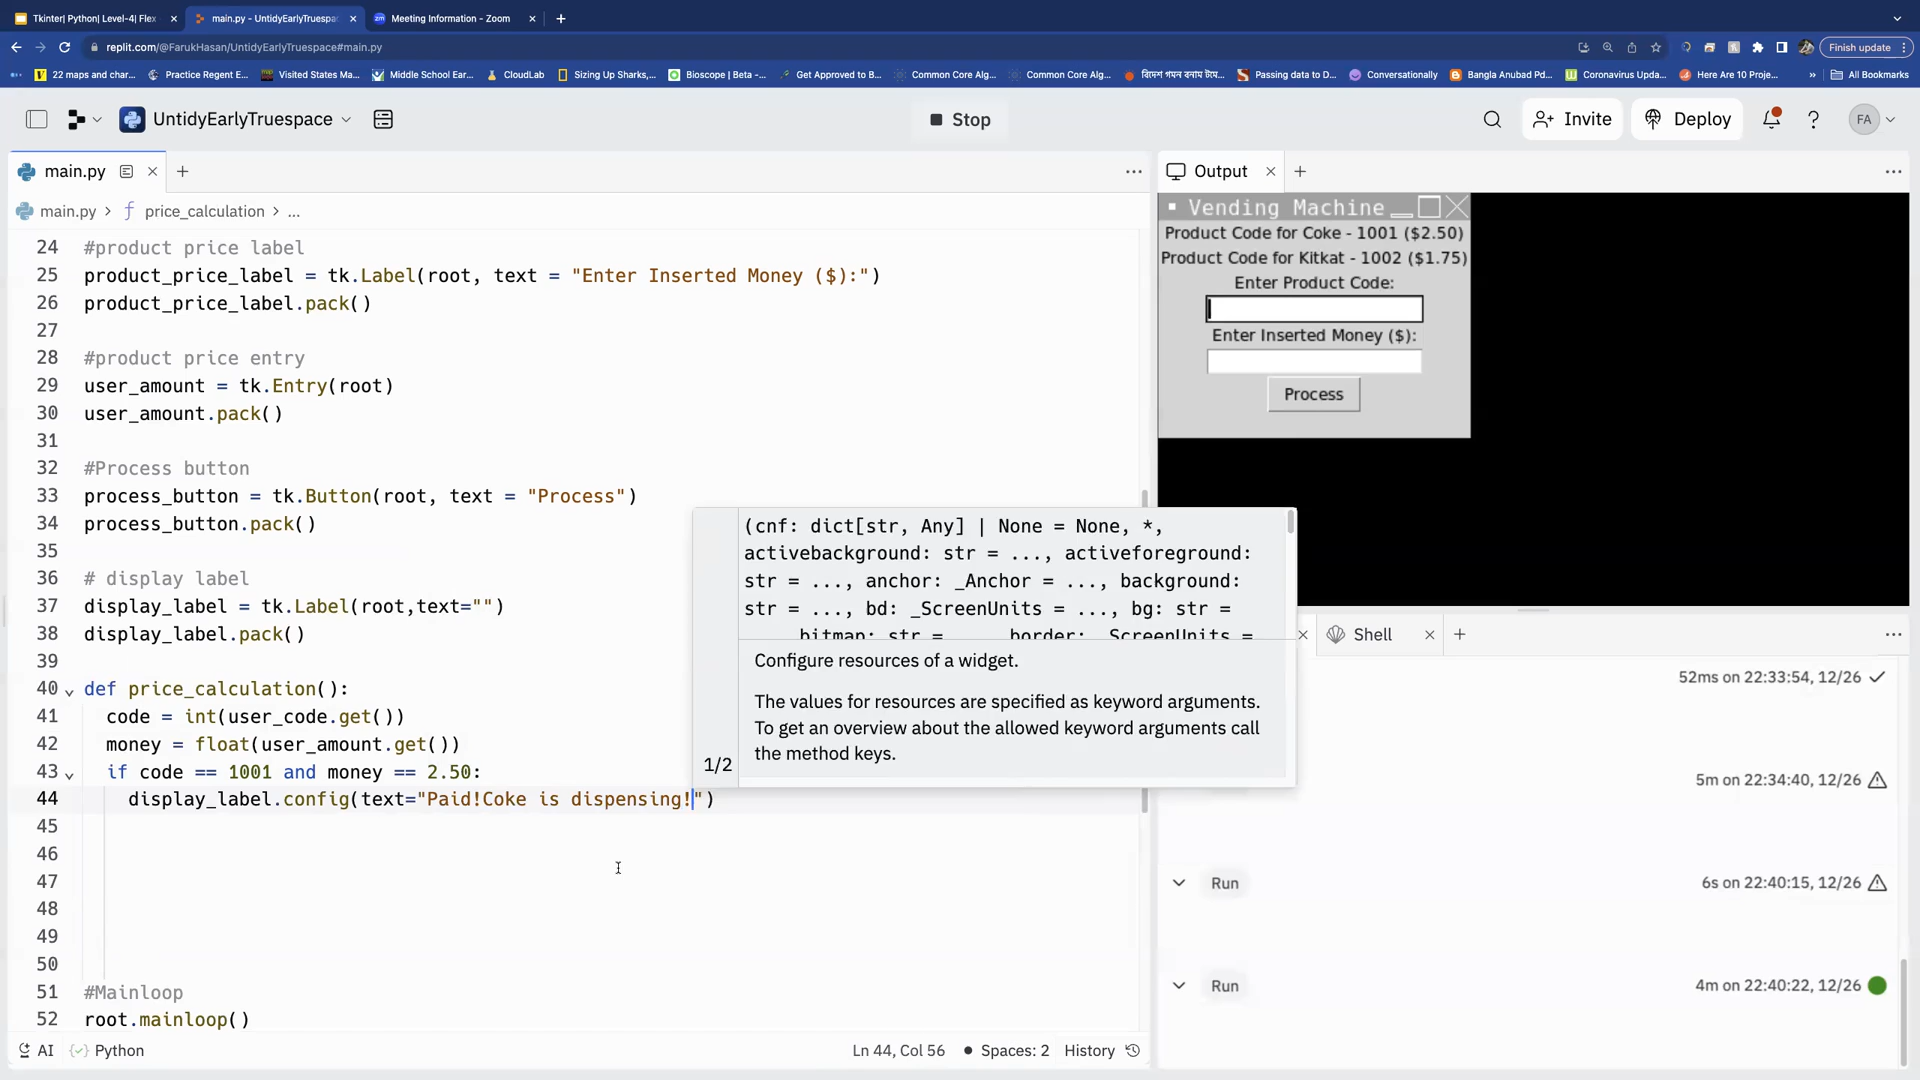 Tkinter| Python| Level-4| Flex
main.py - UntidyEarlyTruespac
Meeting Information - Zoom
replit.com/@FarukHasan/UntidyEarlyTruespace#main.py
Finish update
22 maps and char...
Practice Regent E...
Visited States Ma...
Middle School Ear...
CloudLab
Sizing Up Sharks,...
Bioscope | Beta -...
Get Approved to B...
Common Core Alg...
Common Core Alg...
বিদেশ গমন বনাম উমে...
Passing data to D...
Conversationally
Bangla Anubad Pd...
Coronavirus Upda...
Here Are 10 Proje...
»
All Bookmarks
UntidyEarlyTruespace
Stop
Invite
Deploy
FA
main.py
Output
main.py > price_calculation > ...
24 #product price label
25 product_price_label = tk.Label(root, text = "Enter Inserted Money ($):")
26 product_price_label.pack()
27
28 #product price entry
29 user_amount = tk.Entry(root)
30 user_amount.pack()
31
32 #Process button
33 process_button = tk.Button(root, text = "Process")
34 process_button.pack()
35
36 # display label
37 display_label = tk.Label(root,text="")
38 display_label.pack()
39
40 def price_calculation():
41 code = int(user_code.get())
42 money = float(user_amount.get())
43 if code == 1001 and money == 2.50:
44 display_label.config(text="Paid!Coke is dispensing!")
45
46
47
48
49
50
51 #Mainloop
52 root.mainloop()
(cnf: dict[str, Any] | None = None, *,
activebackground: str = ..., activeforeground:
str = ..., anchor: _Anchor = ..., background:
str = ..., bd: _ScreenUnits = ..., bg: str =
bitmap: str = border: _ScreenUnits =
Configure resources of a widget.
The values for resources are specified as keyword arguments.
To get an overview about the allowed keyword arguments call
the method keys.
1/2
Vending Machine
Product Code for Coke - 1001 ($2.50)
Product Code for Kitkat - 1002 ($1.75)
Enter Product Code:
Enter Inserted Money ($):
Process
Shell
52ms on 22:33:54, 12/26
5m on 22:34:40, 12/26
Run
6s on 22:40:15, 12/26
Run
4m on 22:40:22, 12/26
AI
Python
Ln 44, Col 56
Spaces: 2
History